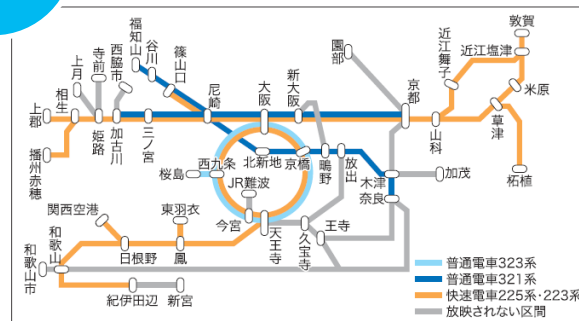 敦賀
近江塩津
近江舞子
園部
福知山
谷川
篠山口
西脇市
寺前
上月
相生
上郡
播州赤穂
姫路
加古川
三ノ宮
尼崎
大阪
新大阪
京都
山科
米原
草津
柘植
北新地
京橋
鴫野
放出
木津
加茂
奈良
桜島
西九条
JR難波
今宮
天王寺
久宝寺
王寺
関西空港
東羽衣
日根野
鳳
和歌山
和歌山市
紀伊田辺
新宮
普通電車323系
普通電車321系
快速電車225系・223系
放映されない区間